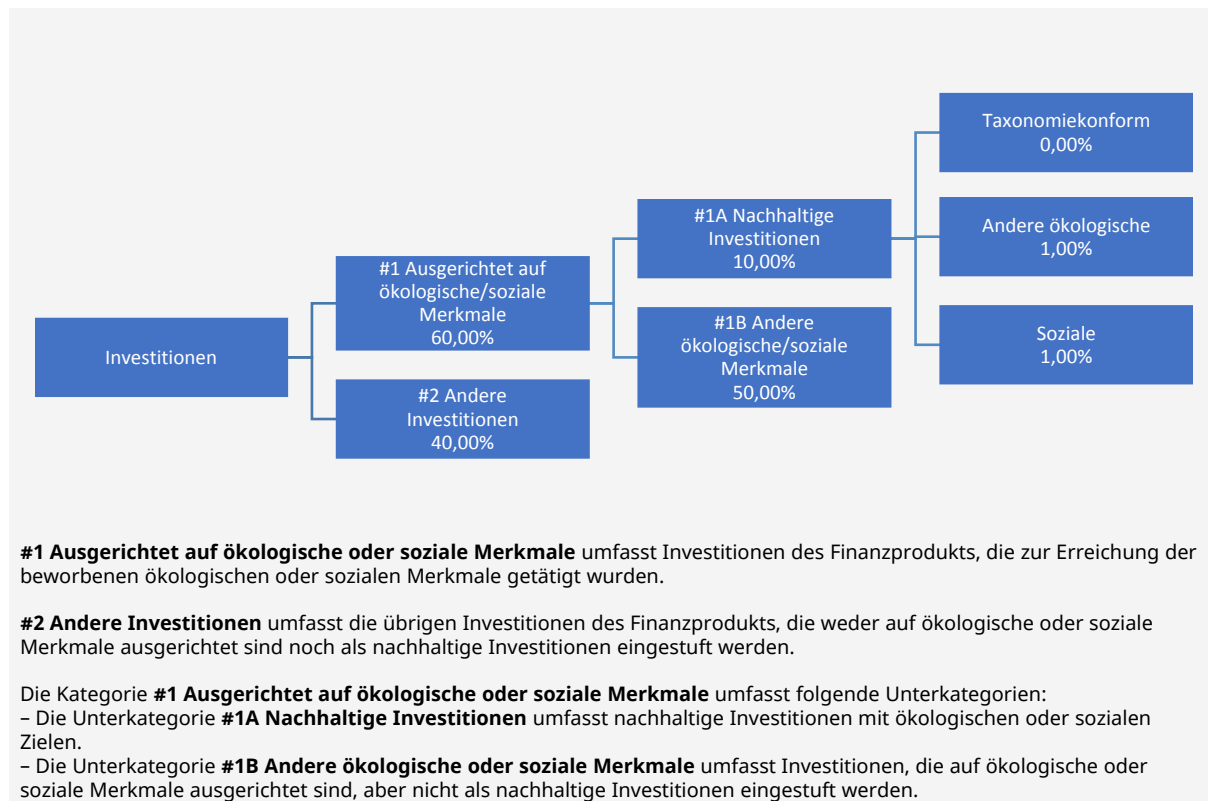 Investitionen
#1 Ausgerichtet auf
ökologische/soziale
Merkmale
60,00%
#2 Andere
Investitionen
40,00%
#1A Nachhaltige
Investitionen
10,00%
#1B Andere
ökologische/soziale
Merkmale
50,00%
Taxonomiekonform
0,00%
Andere ökologische
1,00%
Soziale
1,00%
#1 Ausgerichtet auf ökologische oder soziale Merkmale umfasst Investitionen des Finanzprodukts, die zur Erreichung der
beworbenen ökologischen oder sozialen Merkmale getätigt wurden.
#2 Andere Investitionen umfasst die übrigen Investitionen des Finanzprodukts, die weder auf ökologische oder soziale
Merkmale ausgerichtet sind noch als nachhaltige Investitionen eingestuft werden.
Die Kategorie #1 Ausgerichtet auf ökologische oder soziale Merkmale umfasst folgende Unterkategorien:
– Die Unterkategorie #1A Nachhaltige Investitionen umfasst nachhaltige Investitionen mit ökologischen oder sozialen
Zielen.
– Die Unterkategorie #1B Andere ökologische oder soziale Merkmale umfasst Investitionen, die auf ökologische oder
soziale Merkmale ausgerichtet sind, aber nicht als nachhaltige Investitionen eingestuft werden.